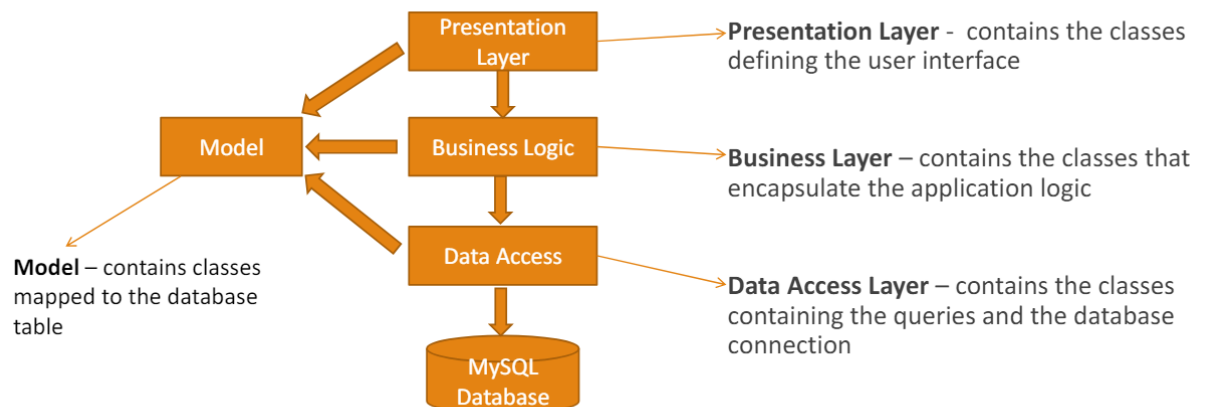 Presentation
Layer
Presentation Layer -  contains the classes
defining the user interface
Model
Business Logic
Business Layer – contains the classes that
encapsulate the application logic
Data Access
Model – contains classes
mapped to the database
table
Data Access Layer – contains the classes
containing the queries and the database
connection
MySQL
Database